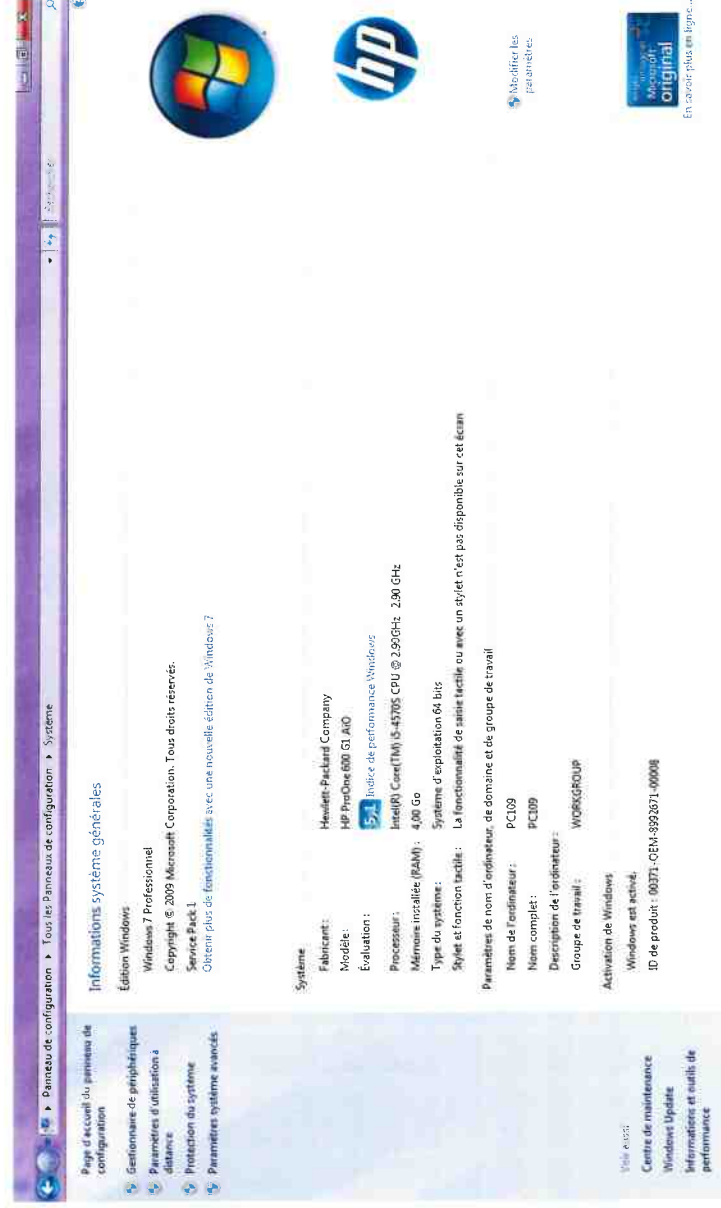 Panneau de configuration ▸ Tous les Panneaux de configuration ▸ Système
Rechercher
Page d'accueil du panneau de
configuration
Gestionnaire de périphériques
Paramètres d'utilisation à
distance
Protection du système
Paramètres système avancés
Informations système générales
Édition Windows
Windows 7 Professionnel
Copyright © 2009 Microsoft Corporation. Tous droits réservés.
Service Pack 1
Obtenir plus de fonctionnalités avec une nouvelle édition de Windows 7
Système
Fabricant : Hewlett-Packard Company
Modèle : HP ProOne 600 G1 AiO
Évaluation : 5,1 Indice de performance Windows
Processeur : Intel(R) Core(TM) i5-4570S CPU @ 2.90GHz 2.90 GHz
Mémoire installée (RAM) : 4,00 Go
Type du système : Système d'exploitation 64 bits
Stylet et fonction tactile : La fonctionnalité de saisie tactile ou avec un stylet n'est pas disponible sur cet écran
hp
Paramètres de nom d'ordinateur, de domaine et de groupe de travail
Nom de l'ordinateur : PC109
Modifier les
paramètres
Nom complet : PC109
Description de l'ordinateur :
Groupe de travail : WORKGROUP
Activation de Windows
Windows est activé.
ID de produit : 00371-OEM-8992671-00008
Microsoft
original
En savoir plus en ligne...
Voir aussi
Centre de maintenance
Windows Update
Informations et outils de
performance